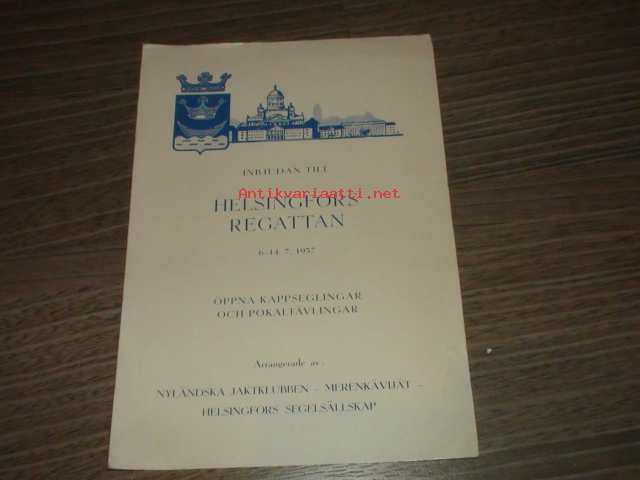 INBJUDAN TILL
Antikvariaatti.net
HELSINGFORS
REGATTAN
6-14. 7. 1957
ÖPPNA KAPPSEGLINGAR
OCH POKALTÄVLINGAR
Arrangerade av:
NYLÄNDSKA JAKTKLUBBEN – MERENKÄVIJÄT –
HELSINGFORS SEGELSÄLLSKAP